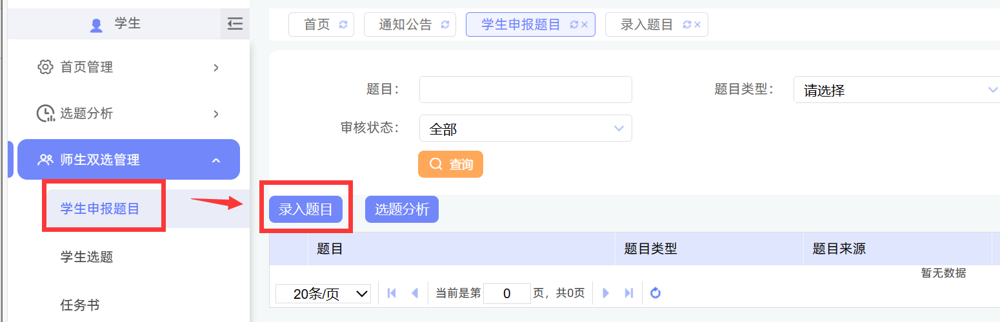 学生
首页 通知公告 学生申报题目 录入题目
首页管理
选题分析
师生双选管理
学生申报题目
学生选题
任务书
题目： 题目类型： 请选择
审核状态： 全部
查询
录入题目 选题分析
题目 题目类型 题目来源
暂无数据
20条/页 当前是第 0 页，共0页